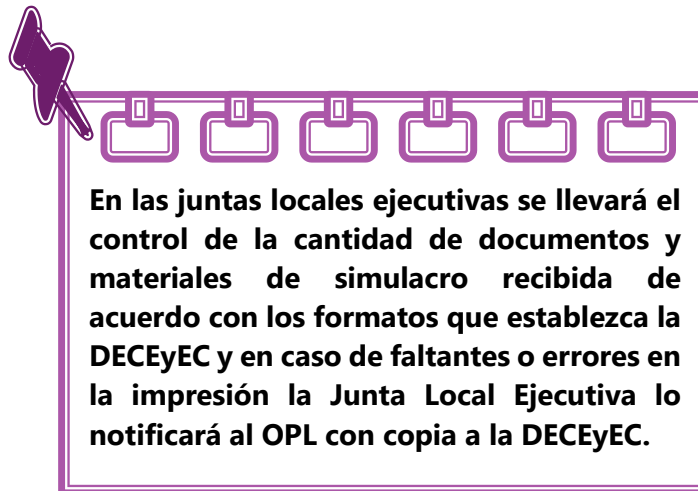 En las juntas locales ejecutivas se llevará el
control de la cantidad de documentos y
materiales de simulacro recibida de
acuerdo con los formatos que establezca la
DECEyEC y en caso de faltantes o errores en
la impresión la Junta Local Ejecutiva lo
notificará al OPL con copia a la DECEyEC.